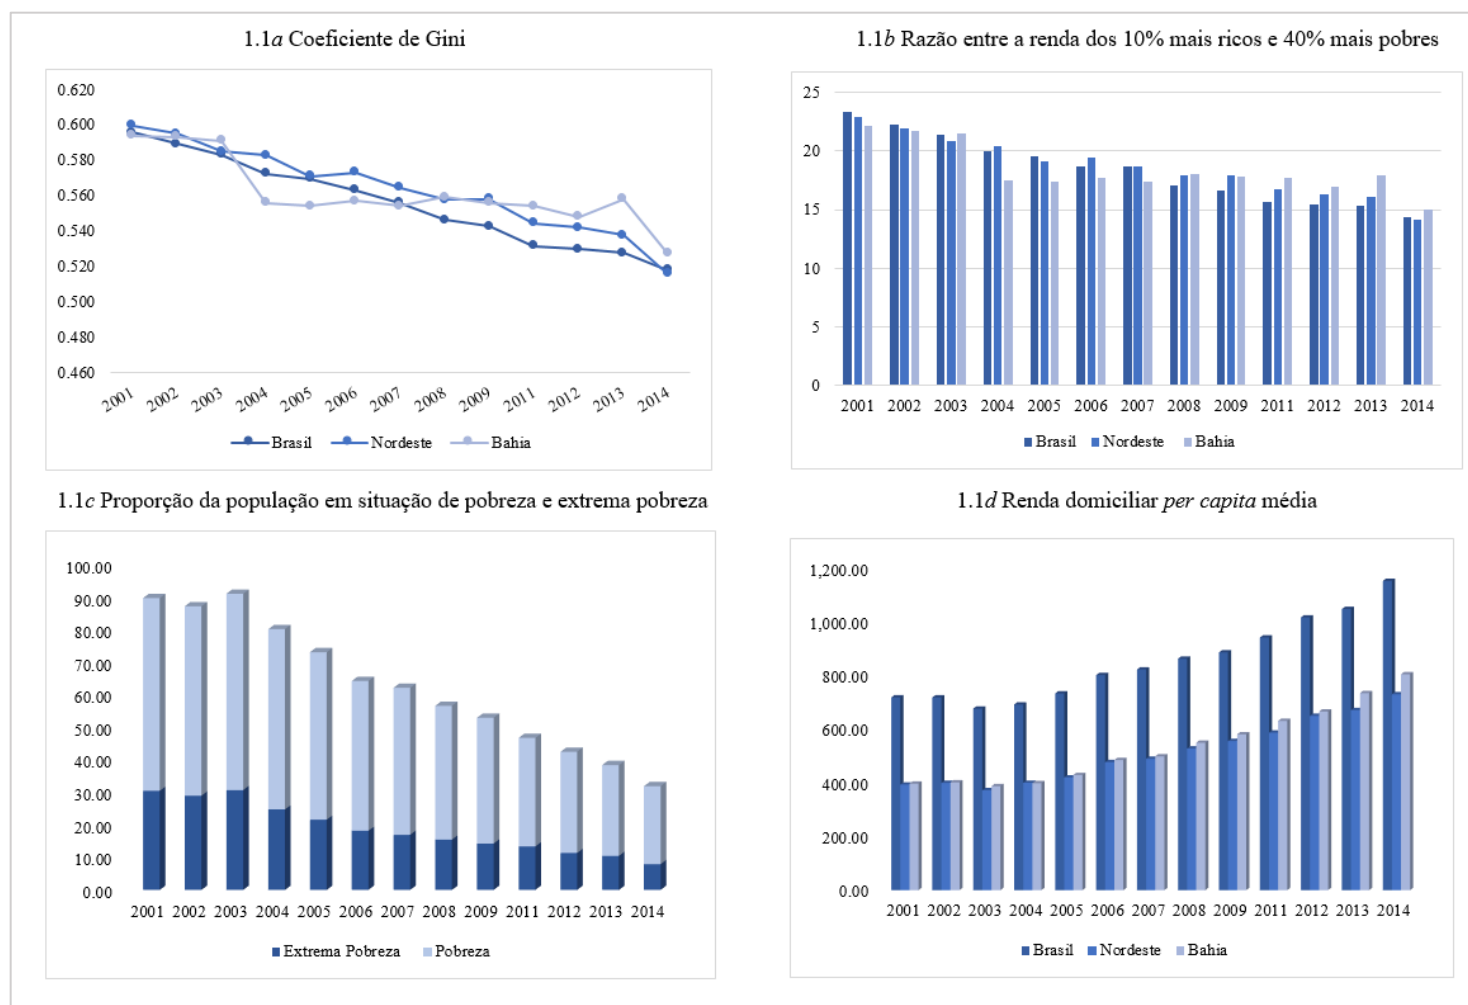 1.1a Coeficiente de Gini
0.620
0.600
0.580
0.560
0.540
0.520
0.500
0.480
0.460
2001 2002 2003 2004 2005 2006 2007 2008 2009 2011 2012 2013 2014
Brasil Nordeste Bahia
1.1b Razão entre a renda dos 10% mais ricos e 40% mais pobres
25
20
15
10
5
0
2001 2002 2003 2004 2005 2006 2007 2008 2009 2011 2012 2013 2014
Brasil Nordeste Bahia
1.1c Proporção da população em situação de pobreza e extrema pobreza
100.00
90.00
80.00
70.00
60.00
50.00
40.00
30.00
20.00
10.00
0.00
2001 2002 2003 2004 2005 2006 2007 2008 2009 2011 2012 2013 2014
Extrema Pobreza Pobreza
1.1d Renda domiciliar per capita média
1,200.00
1,000.00
800.00
600.00
400.00
200.00
0.00
2001 2002 2003 2004 2005 2006 2007 2008 2009 2011 2012 2013 2014
Brasil Nordeste Bahia